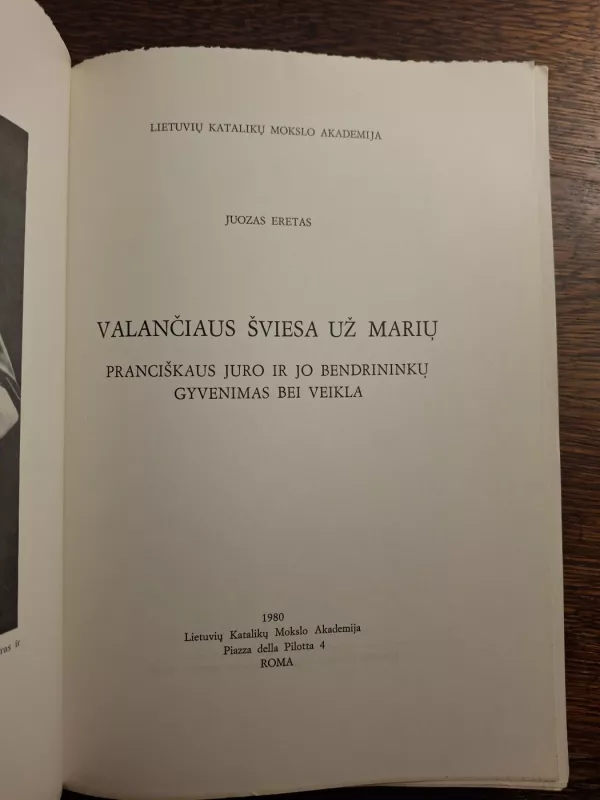 LIETUVIŲ KATALIKŲ MOKSLO AKADEMIJA
JUOZAS ERETAS
VALANČIAUS ŠVIESA UŽ MARIŲ
PRANCIŠKAUS JURO IR JO BENDRININKŲ
GYVENIMAS BEI VEIKLA
1980
Lietuvių Katalikų Mokslo Akademija
Piazza della Pilotta 4
ROMA
ir